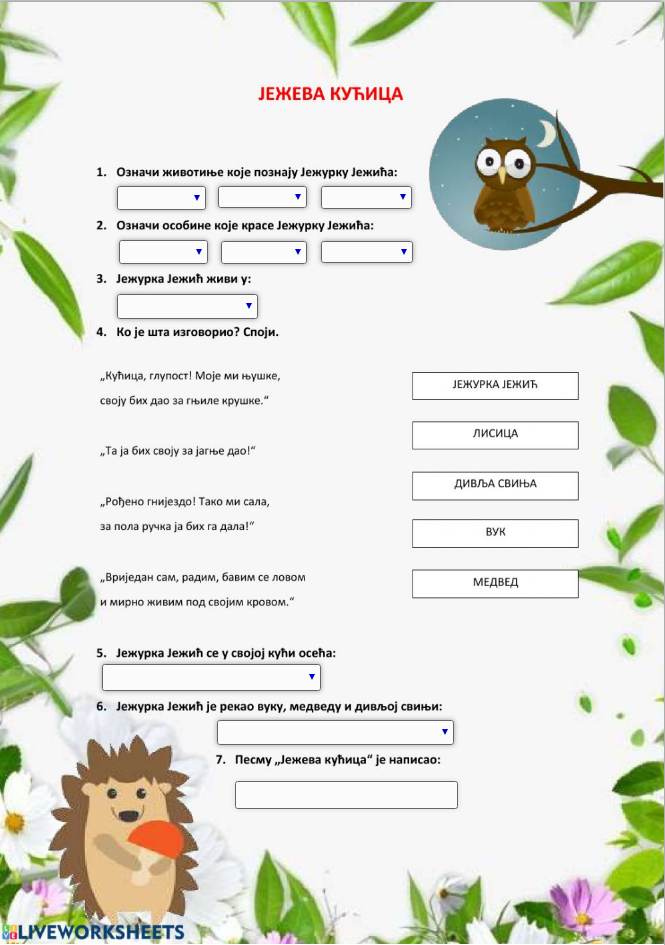 ЈЕЖЕВА КУЋИЦА
1. Означи животиње које познају Јежурку Јежића:
2. Означи особине које красе Јежурку Јежића:
3. Јежурка Јежић живи у:
4. Ко је шта изговорио? Споји.
„Кућица, глупост! Моје ми њушке,
своју бих дао за гњиле крушке.“
ЈЕЖУРКА ЈЕЖИЋ
ЛИСИЦА
„Та ја бих своју за јагње дао!“
ДИВЉА СВИЊА
„Рођено гнијездо! Тако ми сала,
за пола ручка ја бих га дала!“
ВУК
„Вриједан сам, радим, бавим се ловом
и мирно живим под својим кровом.“
МЕДВЕД
5. Јежурка Јежић се у својој кући осећа:
6. Јежурка Јежић је рекао вуку, медведу и дивљој свињи:
7. Песму „Јежева кућица“ је написао:
LIVEWORKSHEETS